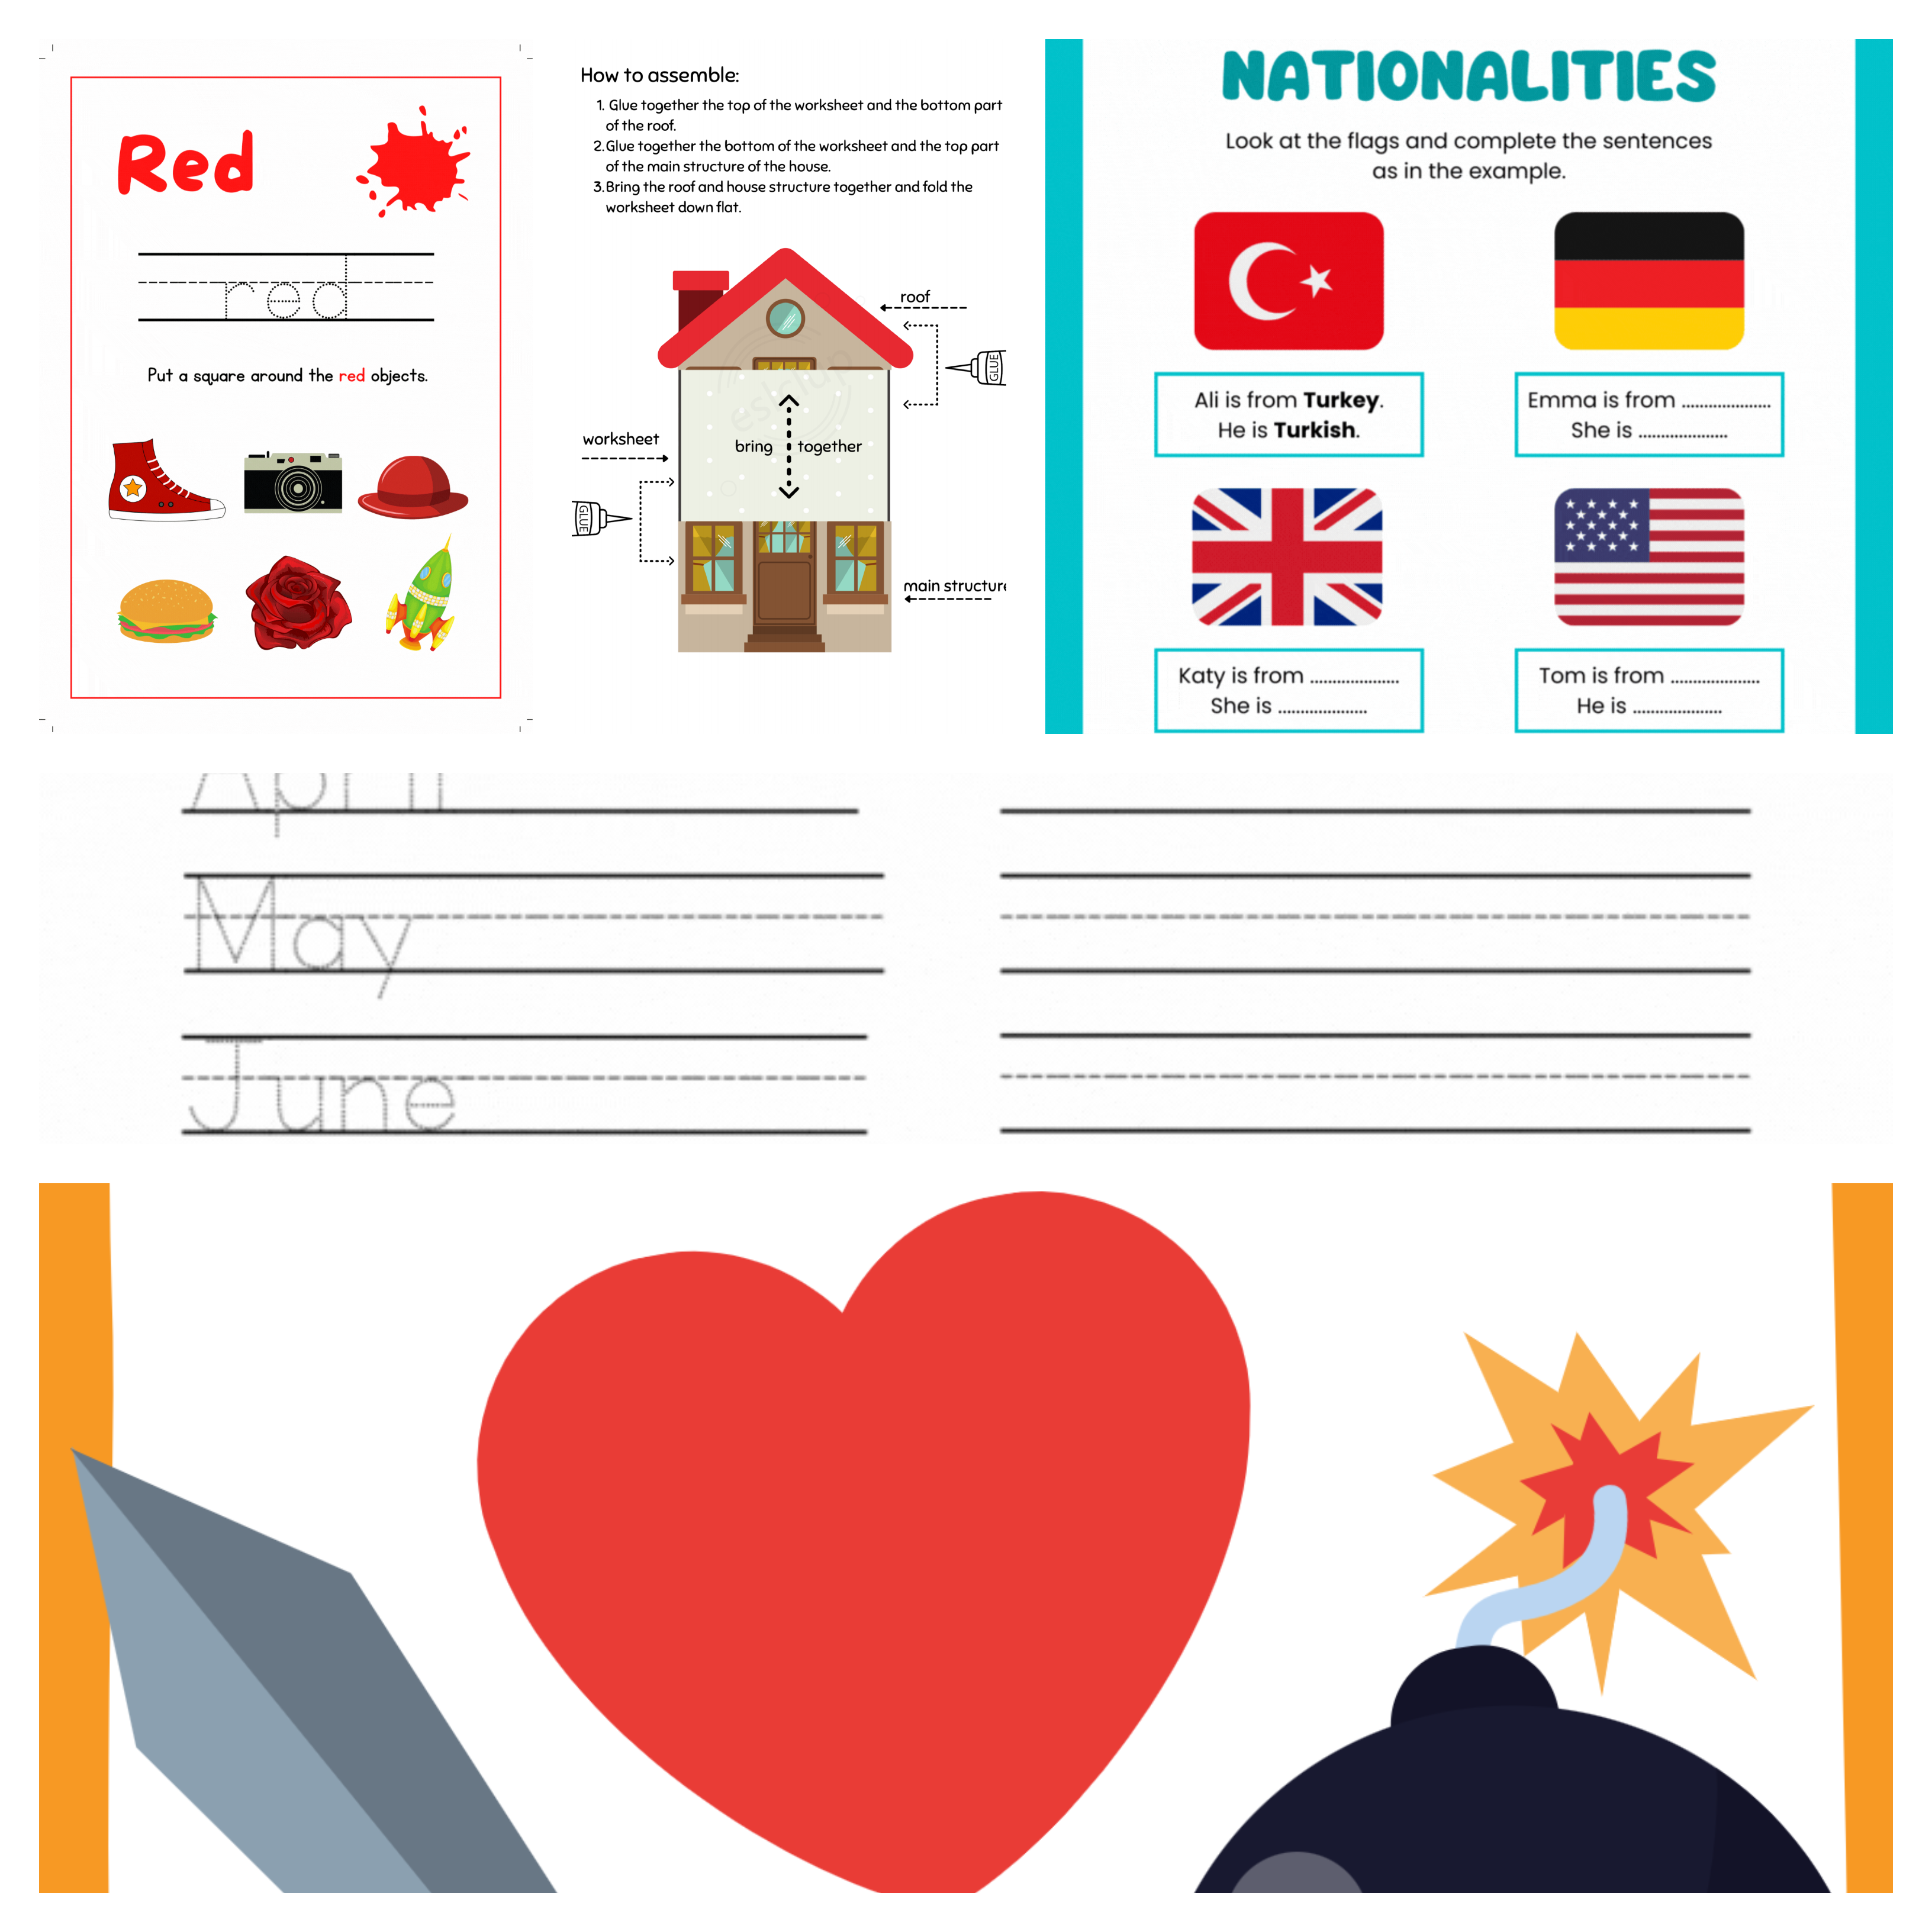 Red
red
Put a square around the red objects.
How to assemble:
1. Glue together the top of the worksheet and the bottom part
of the roof.
2.Glue together the bottom of the worksheet and the top part
of the main structure of the house.
3.Bring the roof and house structure together and fold the
worksheet down flat.
roof
GLUE
worksheet
bring together
GLUE
main structure
NATIONALITIES
Look at the flags and complete the sentences
as in the example.
Ali is from Turkey.
He is Turkish.
Emma is from ....................
She is ....................
Katy is from ....................
She is ....................
Tom is from ....................
He is ....................
April
May
June